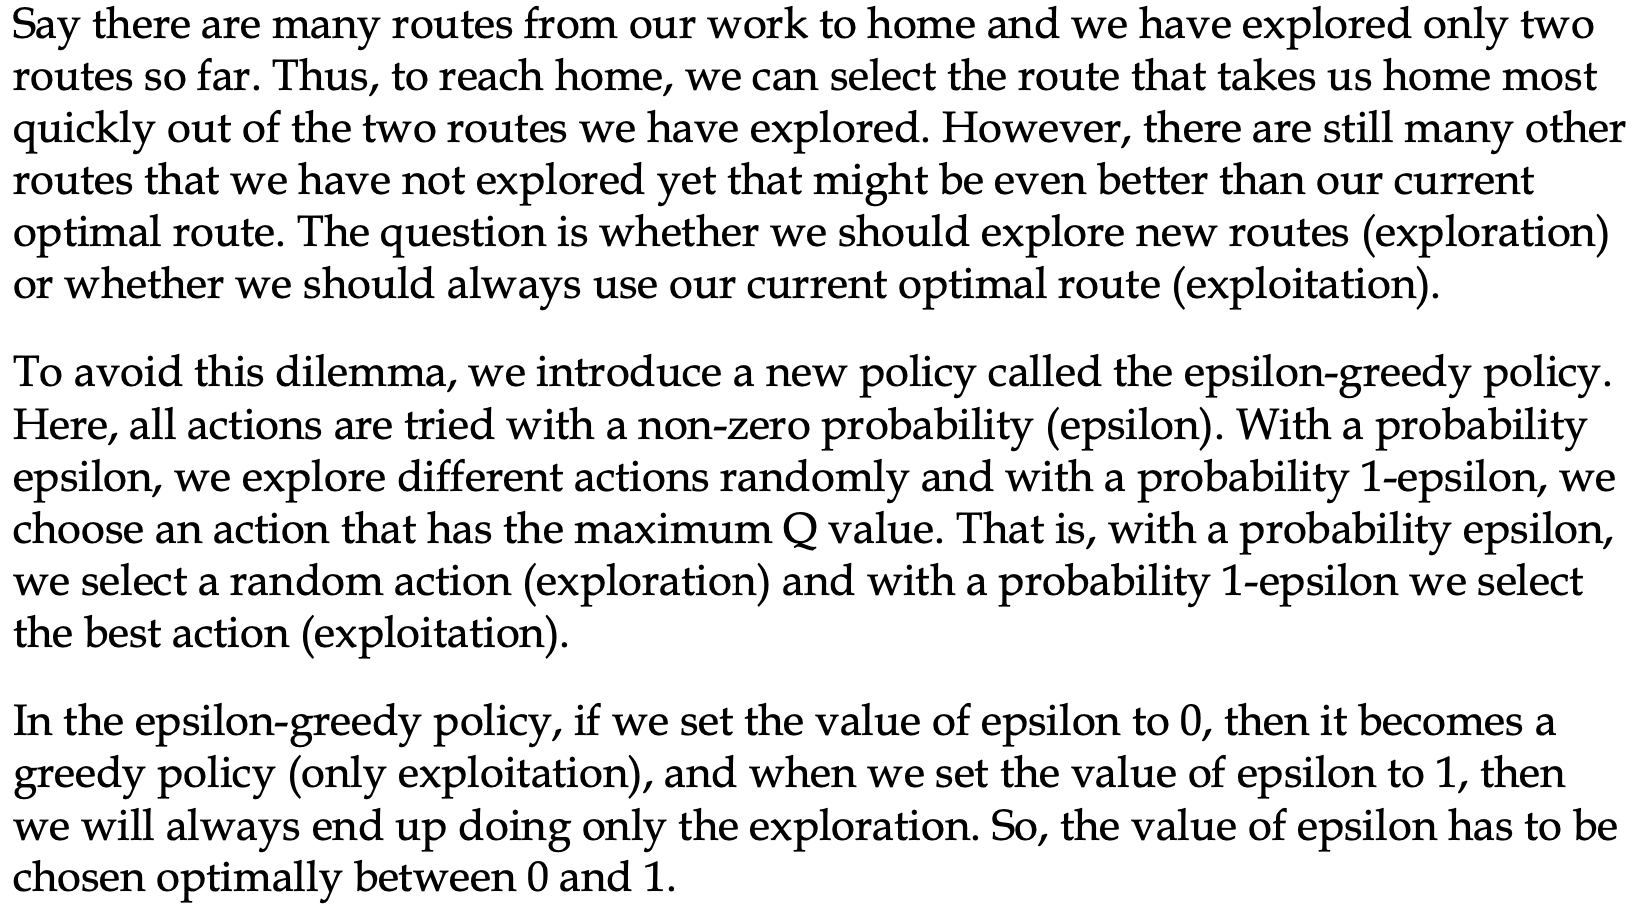 Say there are many routes from our work to home and we have explored only two
routes so far. Thus, to reach home, we can select the route that takes us home most
quickly out of the two routes we have explored. However, there are still many other
routes that we have not explored yet that might be even better than our current
optimal route. The question is whether we should explore new routes (exploration)
or whether we should always use our current optimal route (exploitation).
To avoid this dilemma, we introduce a new policy called the epsilon-greedy policy.
Here, all actions are tried with a non-zero probability (epsilon). With a probability
epsilon, we explore different actions randomly and with a probability 1-epsilon, we
choose an action that has the maximum Q value. That is, with a probability epsilon,
we select a random action (exploration) and with a probability 1-epsilon we select
the best action (exploitation).
In the epsilon-greedy policy, if we set the value of epsilon to 0, then it becomes a
greedy policy (only exploitation), and when we set the value of epsilon to 1, then
we will always end up doing only the exploration. So, the value of epsilon has to be
chosen optimally between 0 and 1.